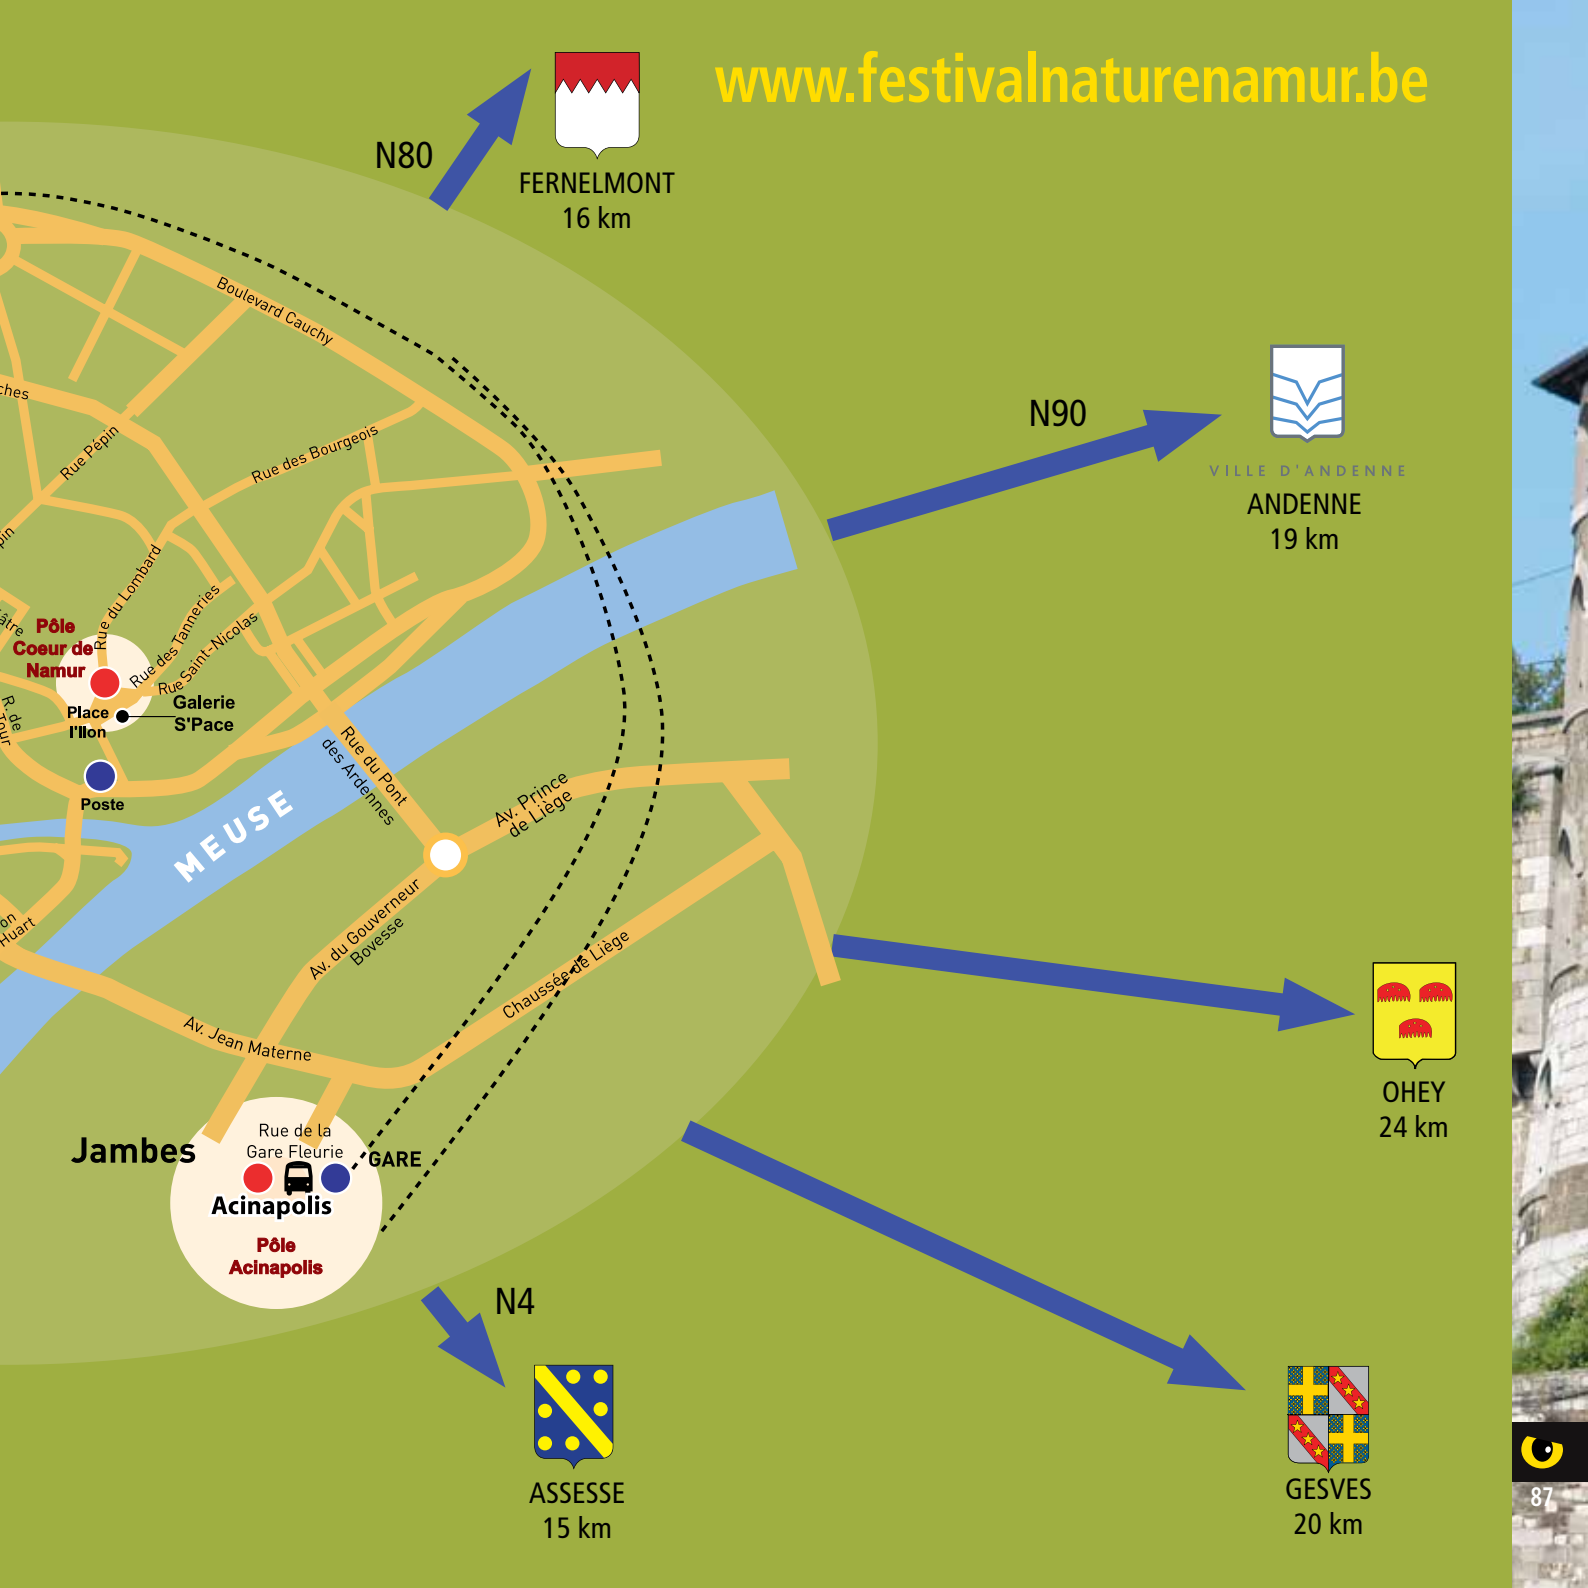 www.festivalnaturenamur.be
N80
FERNELMONT
16 km
Boulevard Cauchy
N90
VILLE D'ANDENNE
ANDENNE
19 km
Rue Pépin
Rue des Bourgeois
Rue du Lombard
Rue des Tanneries
Rue Saint-Nicolas
Pôle
Coeur de
Namur
Place
l'Ilon
Galerie
S'Pace
R. de
Tour
Poste
MEUSE
Rue du Pont
des Ardennes
Av. Prince
de Liège
Huart
Av. du Gouverneur
Bovesse
Chaussée de Liège
Av. Jean Materne
OHEY
24 km
Jambes
Rue de la
Gare Fleurie
GARE
Acinapolis
Pôle
Acinapolis
N4
ASSESSE
15 km
GESVES
20 km
87